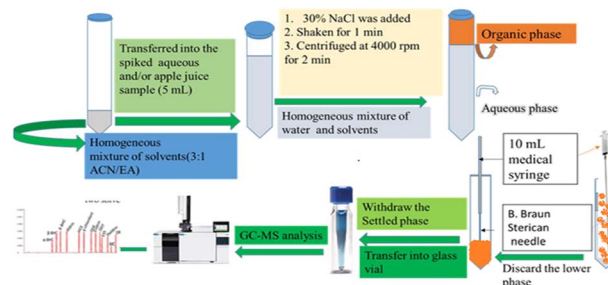 Transferred into the
spiked aqueous
and/or apple juice
sample (5 mL)
Homogeneous
mixture of solvents(3:1
ACN/EA)
1. 30% NaCl was added
2. Shaken for 1 min
3. Centrifuged at 4000 rpm
for 2 min
Homogeneous mixture of
water and solvents
Organic phase
Aqueous phase
10 mL
medical
syringe
B. Braun
Sterican
needle
Discard the lower
phase
Withdraw the
Settled phase
Transfer into glass
vial
GC-MS analysis